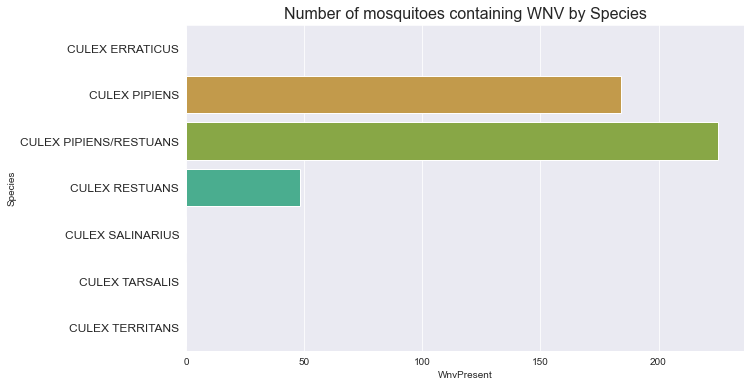 Number of mosquitoes containing WNV by Species
CULEX ERRATICUS
CULEX PIPIENS
CULEX PIPIENS/RESTUANS
CULEX RESTUANS
CULEX SALINARIUS
CULEX TARSALIS
CULEX TERRITANS
Species
0 50 100 150 200
WnvPresent